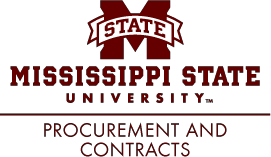 STATE
MISSISSIPPI STATE
UNIVERSITY™
PROCUREMENT AND
CONTRACTS